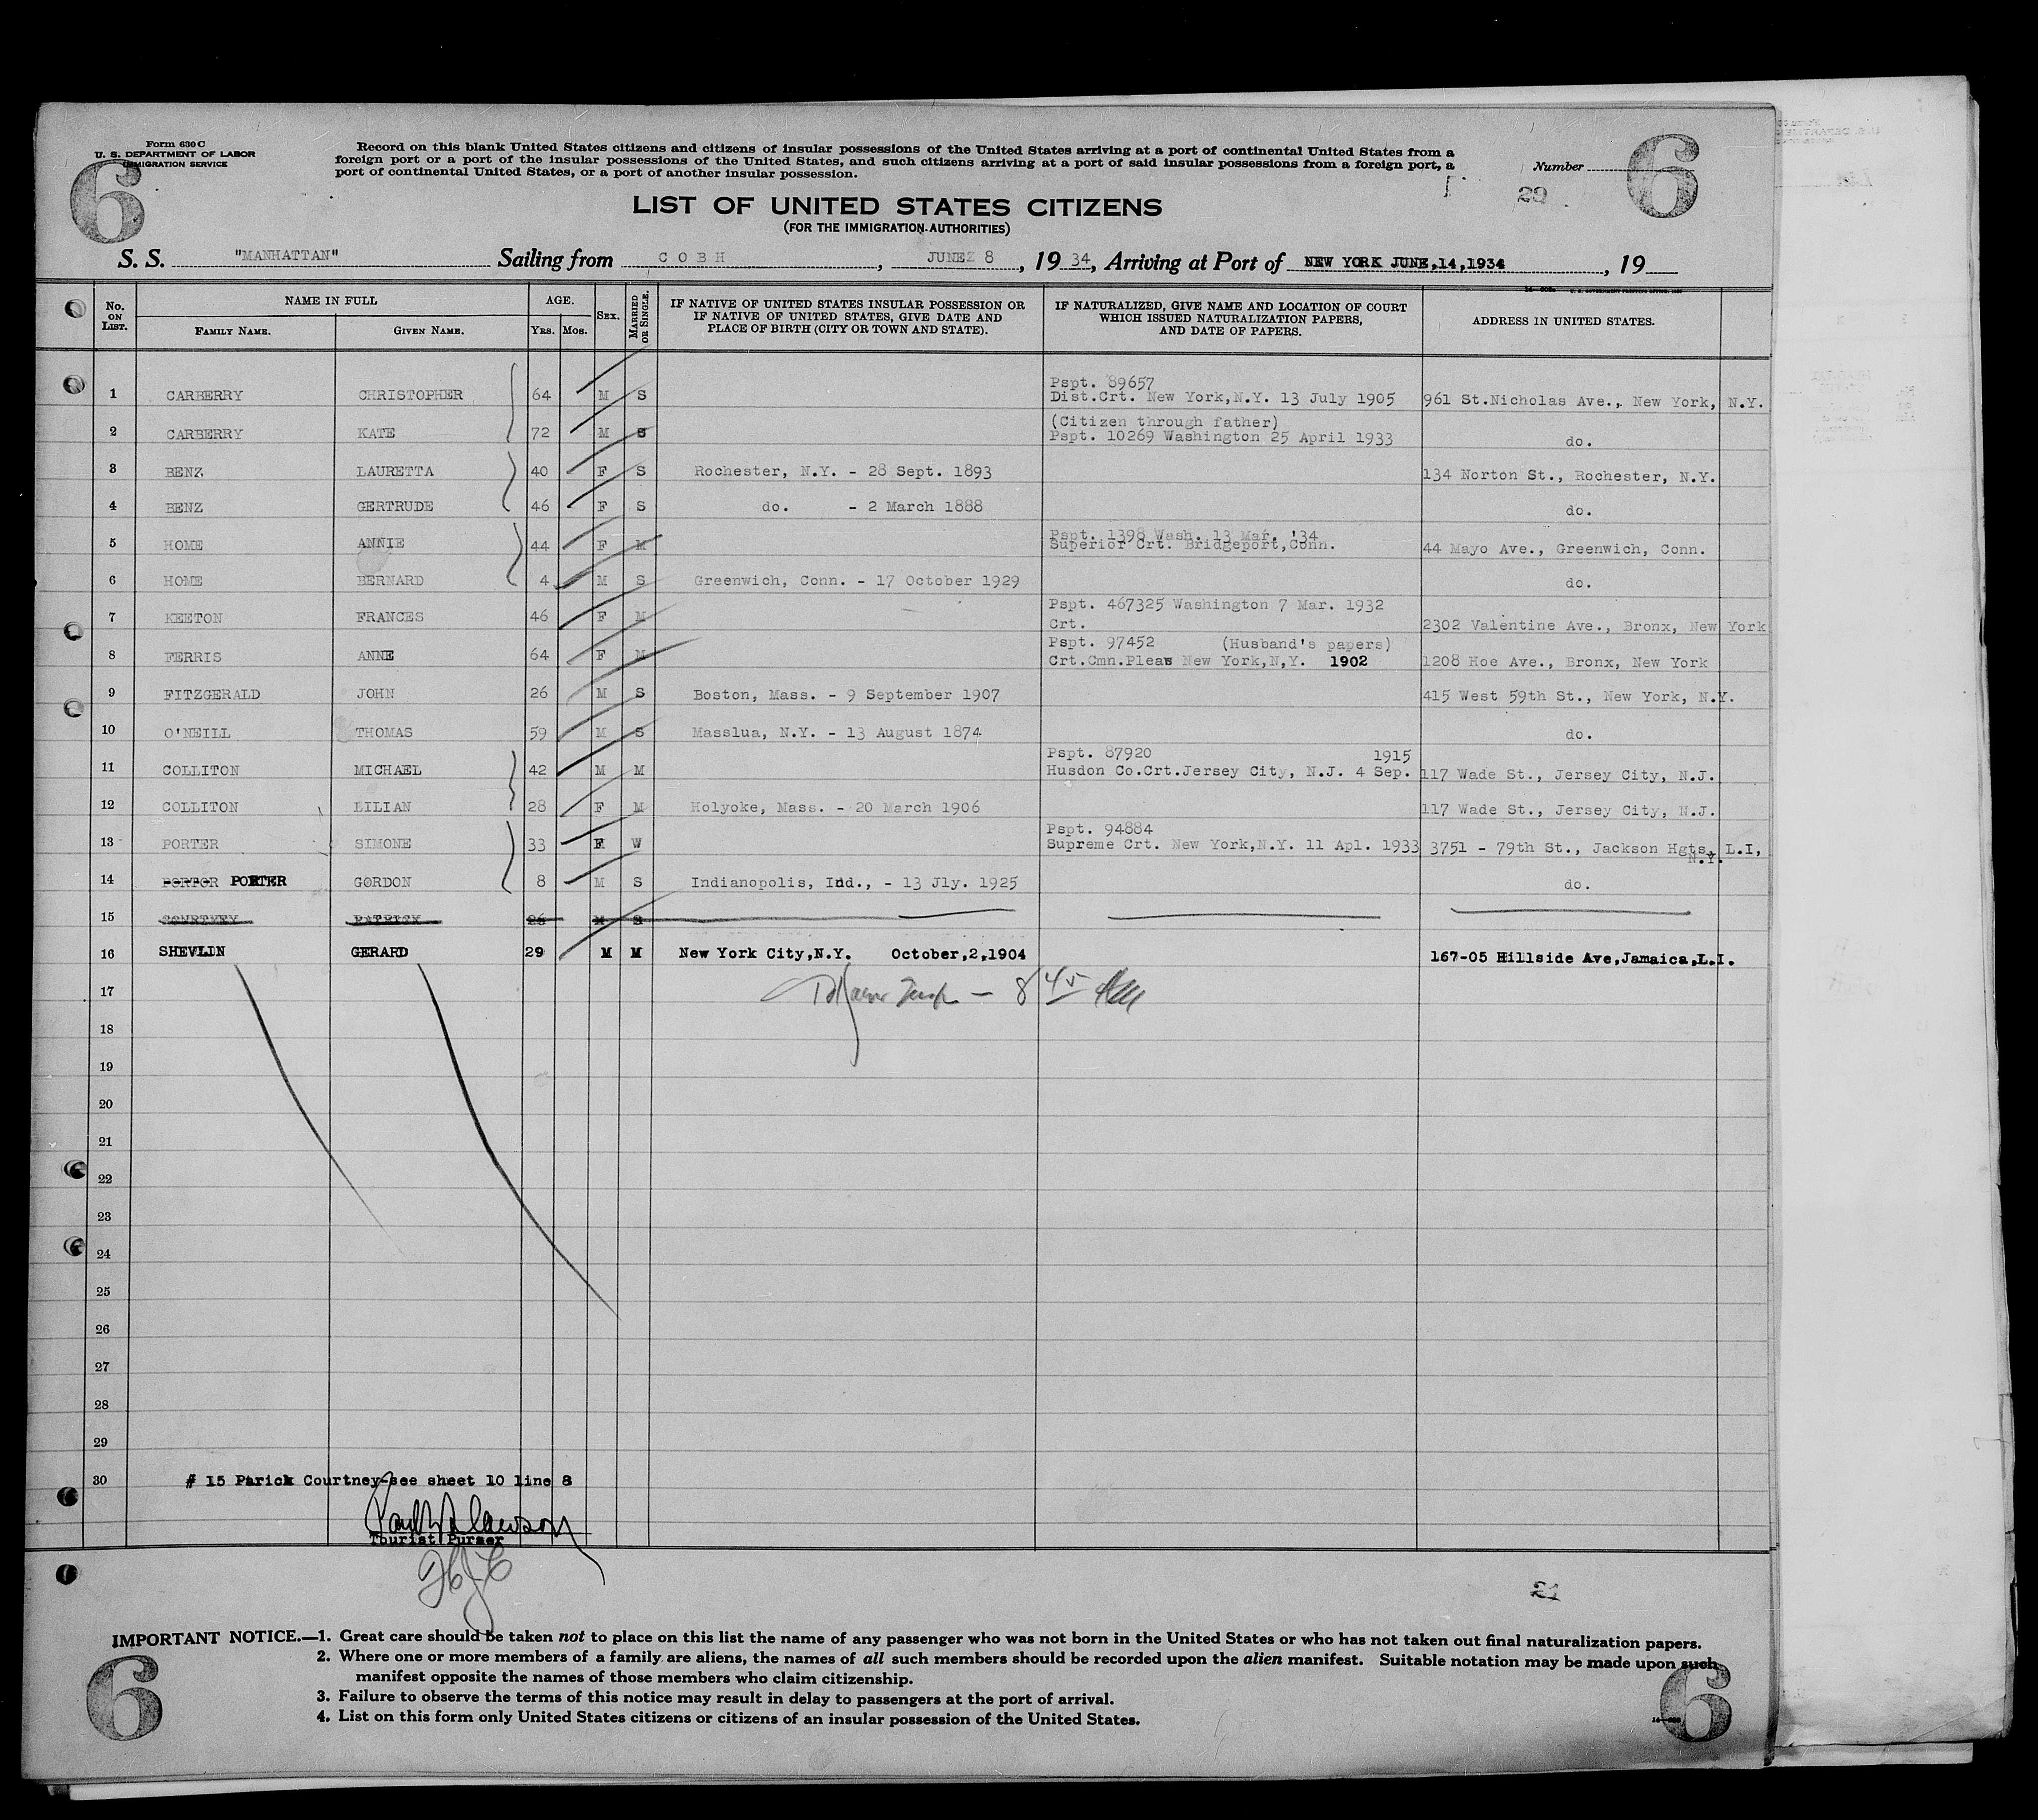 Form 630 C
U. S. DEPARTMENT OF LABOR
IMMIGRATION SERVICE
6
Record on this blank United States citizens and citizens of insular possessions of the United States arriving at a port of continental United States from a
foreign port or a port of the insular possessions of the United States, and such citizens arriving at a port of said insular possessions from a foreign port, a
port of continental United States, or a port of another insular possession.
Number
29
6
LIST OF UNITED STATES CITIZENS
(FOR THE IMMIGRATION AUTHORITIES)
S. S. "MANHATTAN" Sailing from COBH, JUNE 8, 1934, Arriving at Port of NEW YORK JUNE,14,1934, 19
No. ON LIST.
NAME IN FULL
FAMILY NAME. GIVEN NAME.
AGE.
YRS. MOS.
SEX.
MARRIED OR SINGLE.
IF NATIVE OF UNITED STATES INSULAR POSSESSION OR
IF NATIVE OF UNITED STATES, GIVE DATE AND
PLACE OF BIRTH (CITY OR TOWN AND STATE).
IF NATURALIZED, GIVE NAME AND LOCATION OF COURT
WHICH ISSUED NATURALIZATION PAPERS,
AND DATE OF PAPERS.
ADDRESS IN UNITED STATES.
Pspt. 89657
1 CARBERRY CHRISTOPHER 64 M S Dist.Crt. New York,N.Y. 13 July 1905 961 St.Nicholas Ave., New York, N.Y.
(Citizen through father)
2 CARBERRY KATE 72 M S Pspt. 10269 Washington 25 April 1933 do.
3 BENZ LAURETTA 40 F S Rochester, N.Y. - 28 Sept. 1893 134 Norton St., Rochester, N.Y.
4 BENZ GERTRUDE 46 F S do. - 2 March 1888 do.
Pspt. 1398 Wash. 13 Mar. '34
5 HOME ANNIE 44 F M Superior Crt. Bridgeport,Conn. 44 Mayo Ave., Greenwich, Conn.
6 HOME BERNARD 4 M S Greenwich, Conn. - 17 October 1929 do.
Pspt. 467325 Washington 7 Mar. 1932
7 KEETON FRANCES 46 F M Crt. 2302 Valentine Ave., Bronx, New York
Pspt. 97452 (Husband's papers)
8 FERRIS ANNE 64 F M Crt.Cmn.Pleas New York,N,Y. 1902 1208 Hoe Ave., Bronx, New York
9 FITZGERALD JOHN 26 M S Boston, Mass. - 9 September 1907 415 West 59th St., New York, N.Y.
10 O'NEILL THOMAS 59 M S Masslua, N.Y. - 13 August 1874 do.
Pspt. 87920 1915
11 COLLITON MICHAEL 42 M M Husdon Co.Crt.Jersey City, N.J. 4 Sep. 117 Wade St., Jersey City, N.J.
12 COLLITON LILIAN 28 F M Holyoke, Mass. - 20 March 1906 117 Wade St., Jersey City, N.J.
Pspt. 94884
13 PORTER SIMONE 33 F W Supreme Crt. New York,N.Y. 11 Apl. 1933 3751 - 79th St., Jackson Hgts, L.I,
N.Y.
14 PORTOR PORTER GORDON 8 M S Indianopolis, Ind., - 13 Jly. 1925 do.
15 COURTNEY PATRICK 26 M S
16 SHEVLIN GERARD 29 M M New York City,N.Y. October,2,1904 167-05 Hillside Ave,Jamaica,L.I.
17
18
19
20
21
22
23
24
25
26
27
28
29
30 # 15 Parick Courtney-see sheet 10 line 8
Tourist Purser
21
IMPORTANT NOTICE.—1. Great care should be taken not to place on this list the name of any passenger who was not born in the United States or who has not taken out final naturalization papers.
2. Where one or more members of a family are aliens, the names of all such members should be recorded upon the alien manifest. Suitable notation may be made upon such
manifest opposite the names of those members who claim citizenship.
3. Failure to observe the terms of this notice may result in delay to passengers at the port of arrival.
4. List on this form only United States citizens or citizens of an insular possession of the United States.
6
6